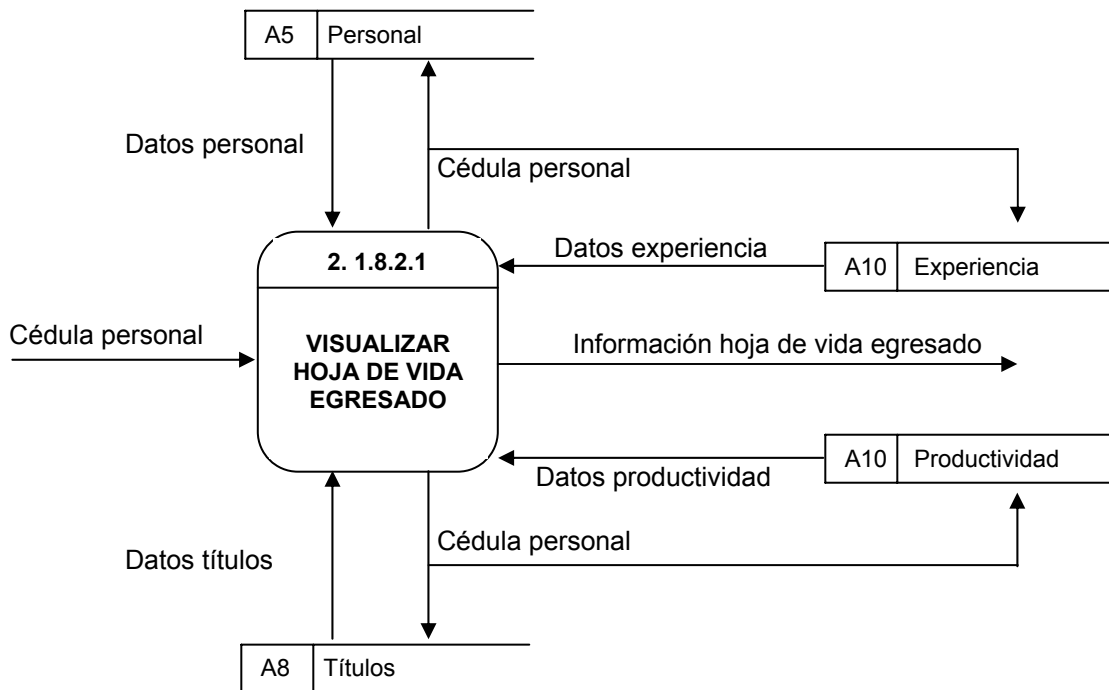 A5 Personal
Datos personal
Cédula personal
2. 1.8.2.1
Datos experiencia
A10 Experiencia
Cédula personal
VISUALIZAR
HOJA DE VIDA
EGRESADO
Información hoja de vida egresado
A10 Productividad
Datos productividad
Datos títulos
Cédula personal
A8 Títulos